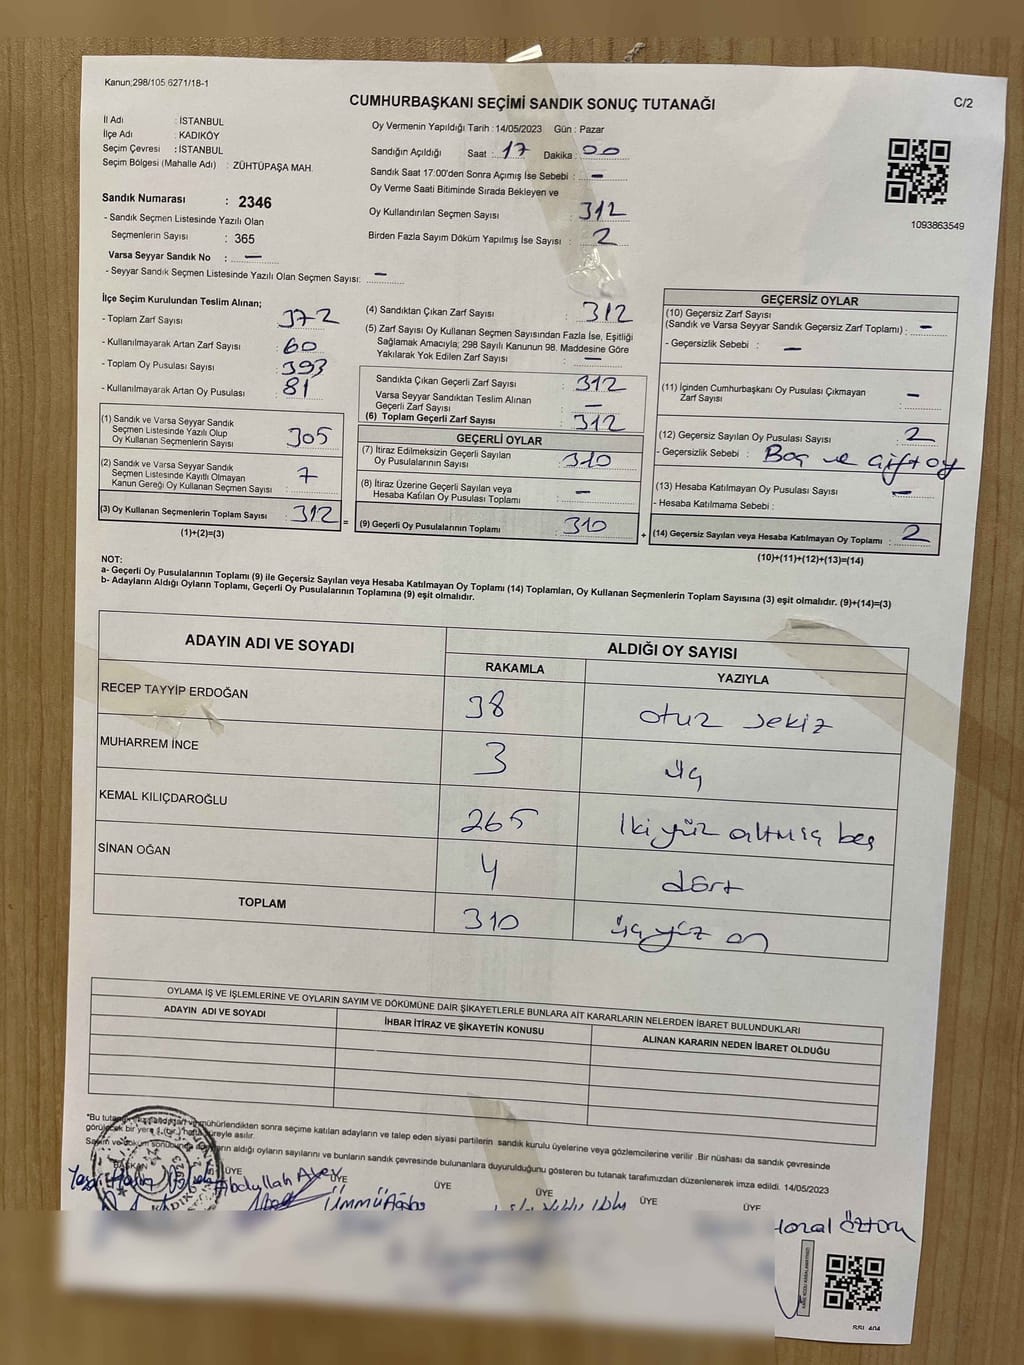 Kanun:298/105 6271/18-1
CUMHURBAŞKANI SEÇİMİ SANDIK SONUÇ TUTANAĞI
C/2
İl Adı : İSTANBUL
İlçe Adı : KADIKÖY
Seçim Çevresi : İSTANBUL
Seçim Bölgesi (Mahalle Adı) : ZÜHTÜPAŞA MAH.
Sandık Numarası : 2346
- Sandık Seçmen Listesinde Yazılı Olan
Seçmenlerin Sayısı : 365
Varsa Seyyar Sandık No : —
- Seyyar Sandık Seçmen Listesinde Yazılı Olan Seçmen Sayısı: —
Oy Vermenin Yapıldığı Tarih : 14/05/2023 Gün : Pazar
Sandığın Açıldığı Saat : 17 Dakika : 00
Sandık Saat 17:00'den Sonra Açımış İse Sebebi : —
Oy Verme Saati Bitiminde Sırada Bekleyen ve
Oy Kullandırılan Seçmen Sayısı : 312
Birden Fazla Sayım Döküm Yapılmış İse Sayısı : 2
1093863549
İlçe Seçim Kurulundan Teslim Alınan;
- Toplam Zarf Sayısı : 372
- Kullanılmayarak Artan Zarf Sayısı : 60
- Toplam Oy Pusulası Sayısı : 393
- Kullanılmayarak Artan Oy Pusulası : 81
(1) Sandık ve Varsa Seyyar Sandık
Seçmen Listesinde Yazılı Olup
Oy Kullanan Seçmenlerin Sayısı : 305
(2) Sandık ve Varsa Seyyar Sandık
Seçmen Listesinde Kayıtlı Olmayan
Kanun Gereği Oy Kullanan Seçmen Sayısı : 7
(3) Oy Kullanan Seçmenlerin Toplam Sayısı : 312 =
(1)+(2)=(3)
(4) Sandıktan Çıkan Zarf Sayısı : 312
(5) Zarf Sayısı Oy Kullanan Seçmen Sayısından Fazla İse, Eşitliği
Sağlamak Amacıyla; 298 Sayılı Kanunun 98. Maddesine Göre
Yakılarak Yok Edilen Zarf Sayısı : —
Sandıkta Çıkan Geçerli Zarf Sayısı : 312
Varsa Seyyar Sandıktan Teslim Alınan
Geçerli Zarf Sayısı : —
(6) Toplam Geçerli Zarf Sayısı : 312
GEÇERLİ OYLAR
(7) İtiraz Edilmeksizin Geçerli Sayılan
Oy Pusulalarının Sayısı : 310
(8) İtiraz Üzerine Geçerli Sayılan veya
Hesaba Katılan Oy Pusulası Toplamı : —
(9) Geçerli Oy Pusulalarının Toplamı : 310 +
GEÇERSİZ OYLAR
(10) Geçersiz Zarf Sayısı
(Sandık ve Varsa Seyyar Sandık Geçersiz Zarf Toplamı) : —
- Geçersizlik Sebebi : —
(11) İçinden Cumhurbaşkanı Oy Pusulası Çıkmayan
Zarf Sayısı : —
(12) Geçersiz Sayılan Oy Pusulası Sayısı : 2
- Geçersizlik Sebebi : Boş ve çift oy
(13) Hesaba Katılmayan Oy Pusulası Sayısı : —
- Hesaba Katılmama Sebebi :
(14) Geçersiz Sayılan veya Hesaba Katılmayan Oy Toplamı : 2
(10)+(11)+(12)+(13)=(14)
NOT:
a- Geçerli Oy Pusulalarının Toplamı (9) ile Geçersiz Sayılan veya Hesaba Katılmayan Oy Toplamı (14) Toplamları, Oy Kullanan Seçmenlerin Toplam Sayısına (3) eşit olmalıdır. (9)+(14)=(3)
b- Adayların Aldığı Oyların Toplamı, Geçerli Oy Pusulalarının Toplamına (9) eşit olmalıdır.
ADAYIN ADI VE SOYADI ALDIĞI OY SAYISI
RAKAMLA YAZIYLA
RECEP TAYYİP ERDOĞAN 38 otuz sekiz
MUHARREM İNCE 3 üç
KEMAL KILIÇDAROĞLU 265 İki yüz altmış beş
SİNAN OĞAN 4 dört
TOPLAM 310 üç yüz on
OYLAMA İŞ VE İŞLEMLERİNE VE OYLARIN SAYIM VE DÖKÜMÜNE DAİR ŞİKAYETLERLE BUNLARA AİT KARARLARIN NELERDEN İBARET BULUNDUKLARI
ADAYIN ADI VE SOYADI İHBAR İTİRAZ VE ŞİKAYETİN KONUSU ALINAN KARARIN NEDEN İBARET OLDUĞU
mühürlendikten sonra seçime katılan adayların ve talep eden siyasi partilerin sandık kurulu üyelerine veya gözlemcilerine verilir .Bir nüshası da sandık çevresinde
görülecek bir yere süreyle asılır.
aldığı oyların sayılarını ve bunların sandık çevresinde bulunanlara duyurulduğunu gösteren bu tutanak tarafımızdan düzenlenerek imza edildi. 14/05/2023
BAŞKAN ÜYE ÜYE ÜYE ÜYE ÜYE ÜYE
Abdullah